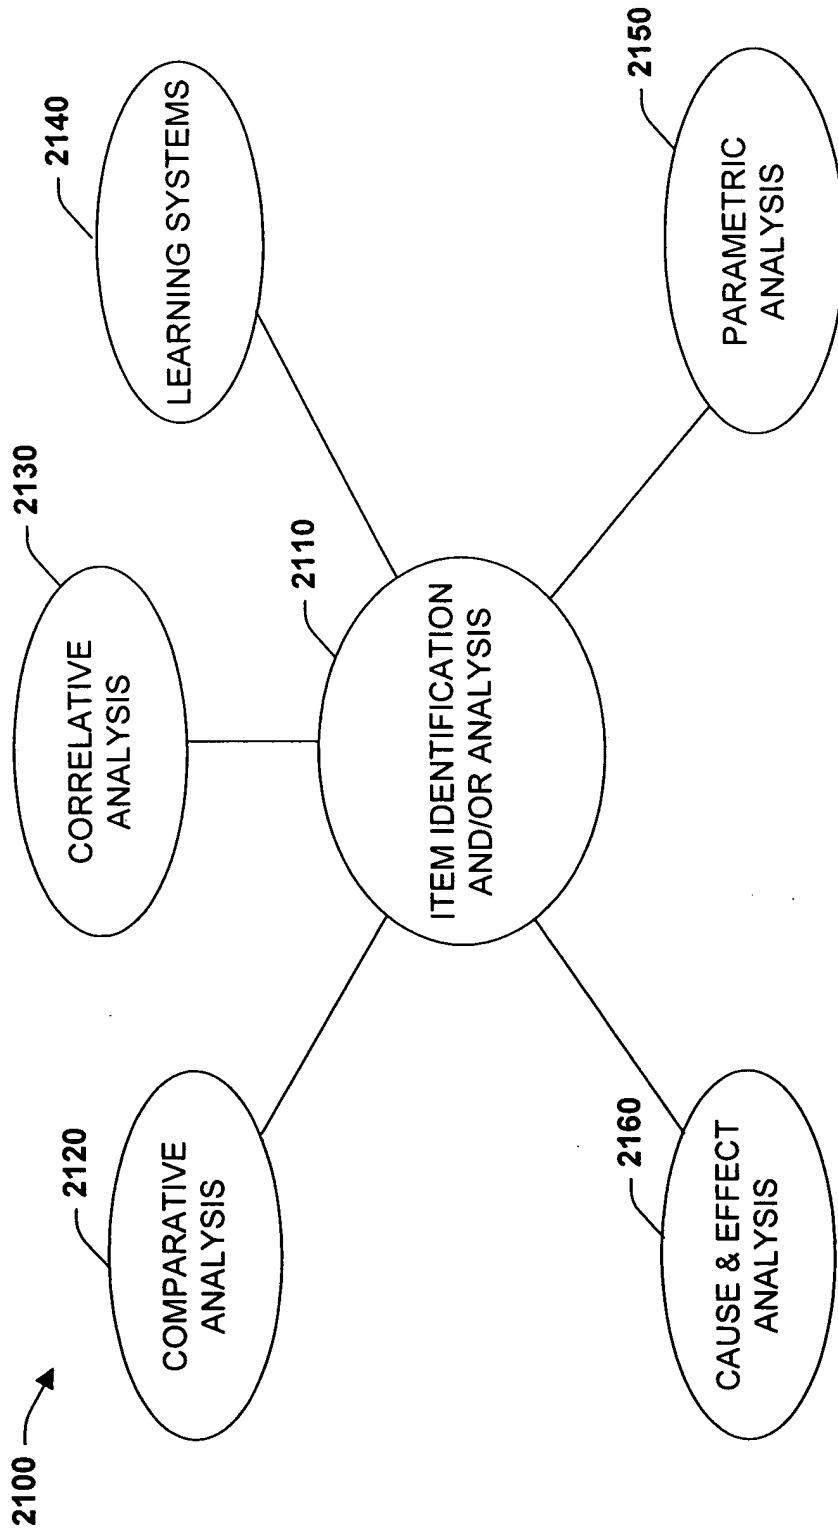 2100
2120
COMPARATIVE
ANALYSIS
2130
CORRELATIVE
ANALYSIS
2140
LEARNING SYSTEMS
2110
ITEM IDENTIFICATION
AND/OR ANALYSIS
2160
CAUSE & EFFECT
ANALYSIS
2150
PARAMETRIC
ANALYSIS